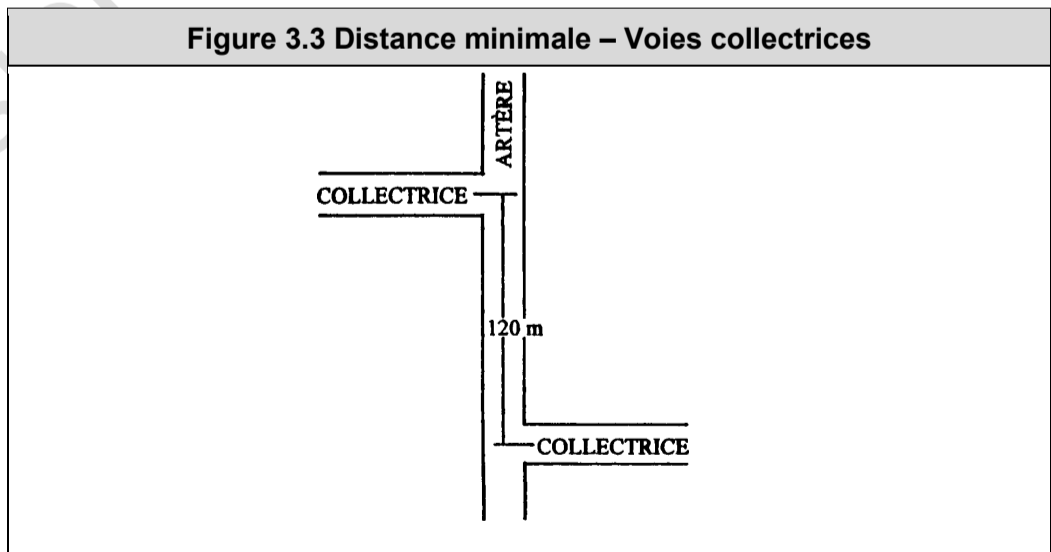 Figure 3.3 Distance minimale – Voies collectrices
ARTÈRE
COLLECTRICE
120 m
COLLECTRICE